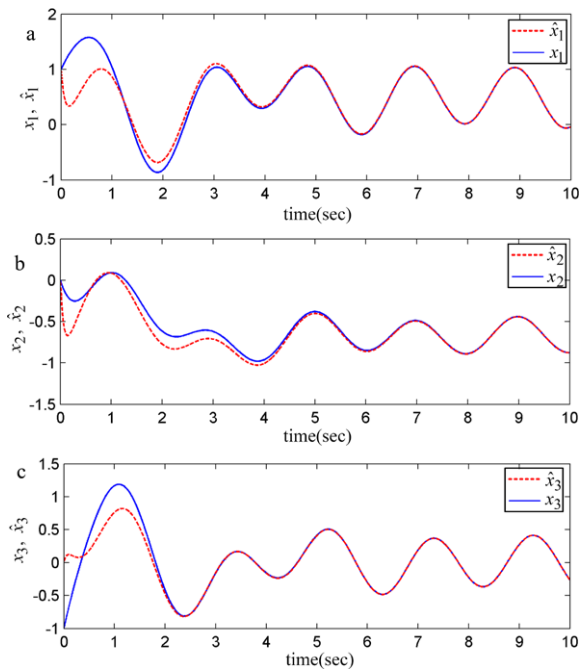 a
2
1
0
-1
x₁, x̂₁
x̂₁
x₁
0 1 2 3 4 5 6 7 8 9 10
time(sec)
b
0.5
0
-0.5
-1
-1.5
x₂, x̂₂
x̂₂
x₂
0 1 2 3 4 5 6 7 8 9 10
time(sec)
c
1.5
1
0.5
0
-0.5
-1
x₃, x̂₃
x̂₃
x₃
0 1 2 3 4 5 6 7 8 9 10
time(sec)